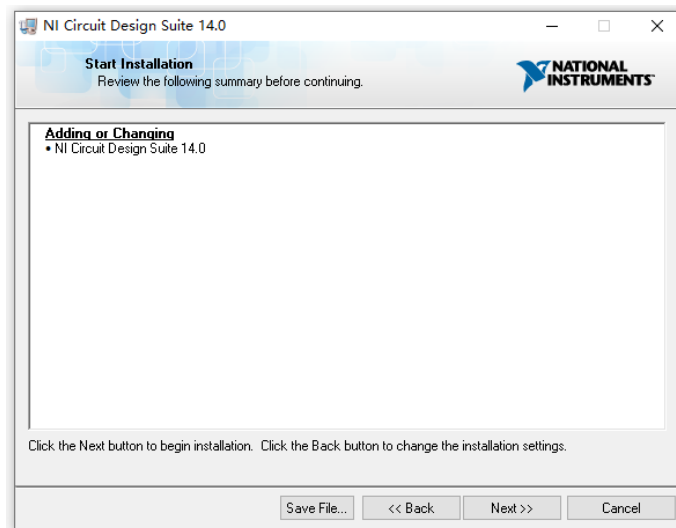 NI Circuit Design Suite 14.0
Start Installation
Review the following summary before continuing.
NATIONAL
INSTRUMENTS™
Adding or Changing
• NI Circuit Design Suite 14.0
Click the Next button to begin installation.  Click the Back button to change the installation settings.
Save File...
<< Back
Next >>
Cancel